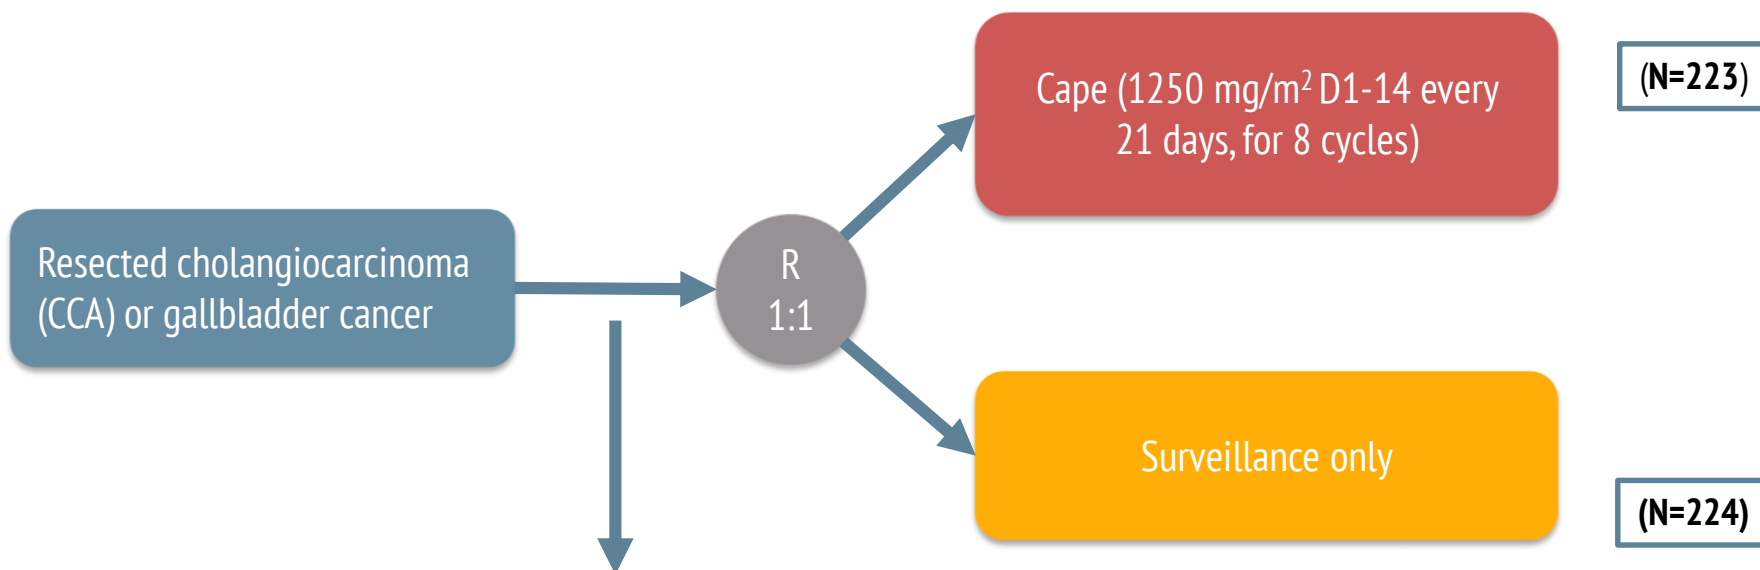 Resected cholangiocarcinoma
(CCA) or gallbladder cancer
R
1:1
Cape (1250 mg/m² D1-14 every
21 days, for 8 cycles)
(N=223)
Surveillance only
(N=224)